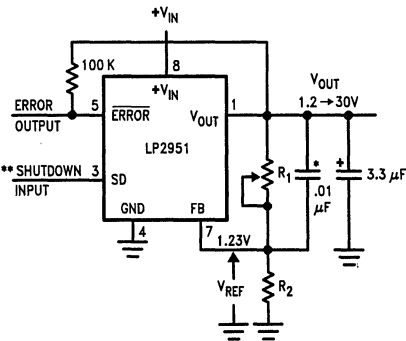 +VIN
100 K
8
+VIN
VOUT
1.2 → 30V
ERROR
OUTPUT
5
ERROR
VOUT
1
LP2951
** SHUTDOWN
INPUT
3
SD
R1
*
.01
μF
+
3.3 μF
GND
FB
4
7
1.23V
VREF
R2